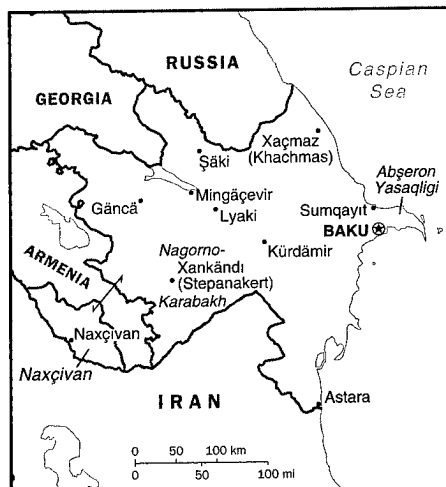 RUSSIA
Caspian
Sea
GEORGIA
Xaçmaz
(Khachmas)
Şäki
Abşeron
Yasaqligi
Mingäçevir
Sumqayıt
Gäncä
Lyaki
BAKU
Nagorno-
Kürdämir
ARMENIA
Xankändı
(Stepanakert)
Karabakh
Naxçivan
Naxçivan
IRAN
Astara
0 50 100 km
0 50 100 mi